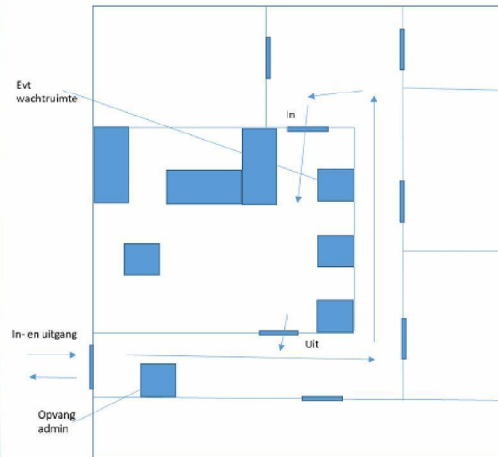 Evt
wachtruimte
In
In- en uitgang
Uit
Opvang
admin